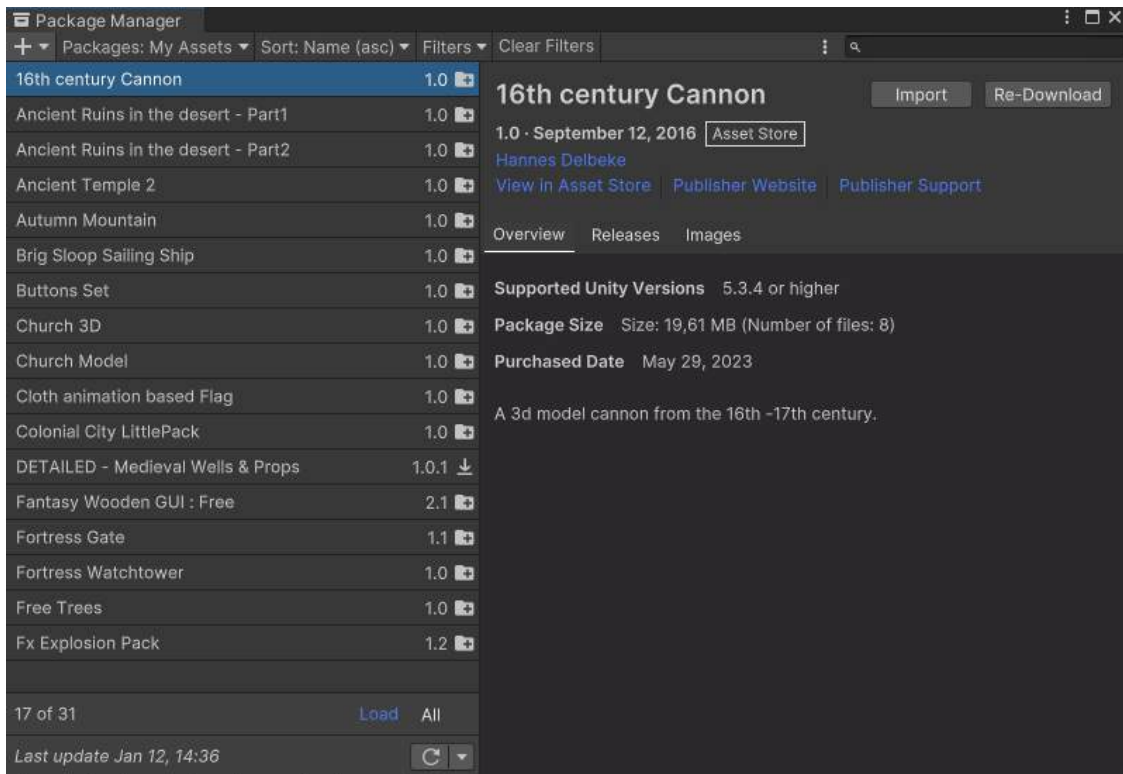 Package Manager
Packages: My Assets Sort: Name (asc) Filters Clear Filters
16th century Cannon 1.0
Ancient Ruins in the desert - Part1 1.0
Ancient Ruins in the desert - Part2 1.0
Ancient Temple 2 1.0
Autumn Mountain 1.0
Brig Sloop Sailing Ship 1.0
Buttons Set 1.0
Church 3D 1.0
Church Model 1.0
Cloth animation based Flag 1.0
Colonial City LittlePack 1.0
DETAILED - Medieval Wells & Props 1.0.1
Fantasy Wooden GUI : Free 2.1
Fortress Gate 1.1
Fortress Watchtower 1.0
Free Trees 1.0
Fx Explosion Pack 1.2
17 of 31 Load All
Last update Jan 12, 14:36
16th century Cannon Import Re-Download
1.0 · September 12, 2016 Asset Store
Hannes Delbeke
View in Asset Store Publisher Website Publisher Support
Overview Releases Images
Supported Unity Versions 5.3.4 or higher
Package Size Size: 19,61 MB (Number of files: 8)
Purchased Date May 29, 2023
A 3d model cannon from the 16th -17th century.